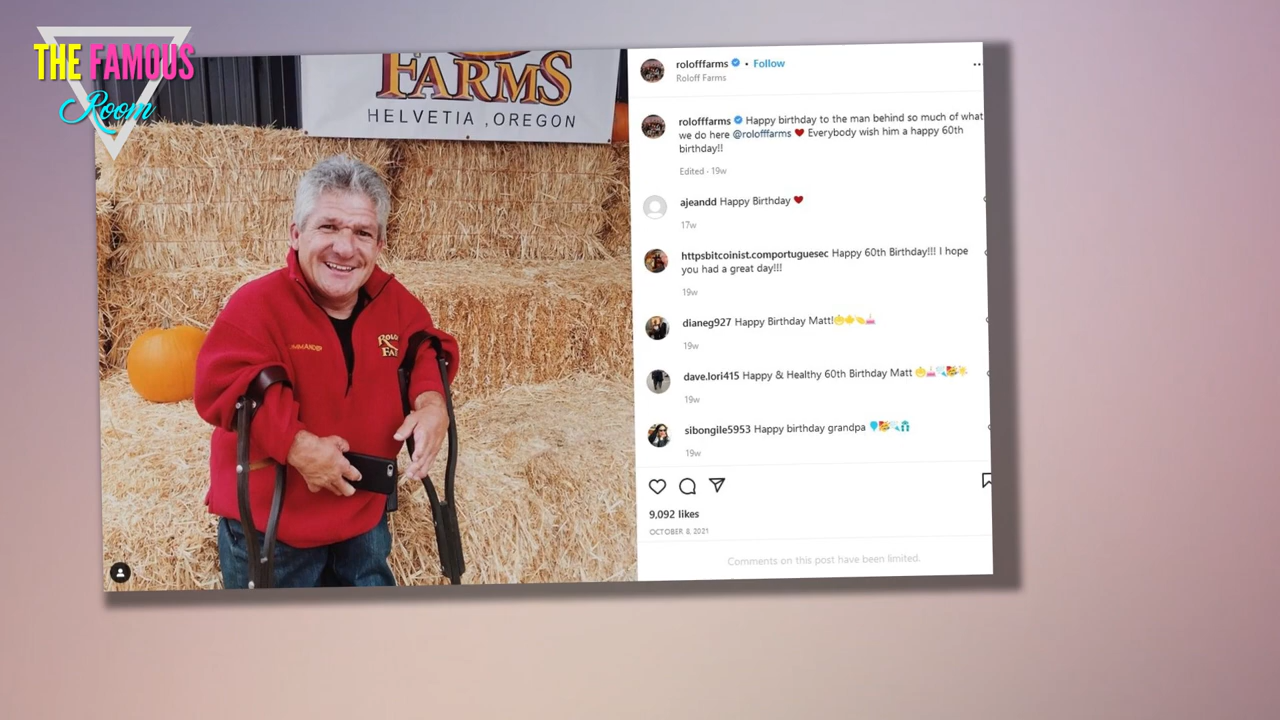 THE FAMOUS
Room
FARMS
HELVETIA ,OREGON
rolofffarms • Follow
Roloff Farms
rolofffarms Happy birthday to the man behind so much of what
we do here @rolofffarms ❤️ Everybody wish him a happy 60th
birthday!!
Edited · 19w
ajeandd Happy Birthday ❤️
17w
httpsbitcoinist.comportuguesec Happy 60th Birthday!!! I hope
you had a great day!!!
19w
dianeg927 Happy Birthday Matt!
19w
dave.lori415 Happy & Healthy 60th Birthday Matt
19w
sibongile5953 Happy birthday grandpa
19w
9,092 likes
OCTOBER 8, 2021
Comments on this post have been limited.